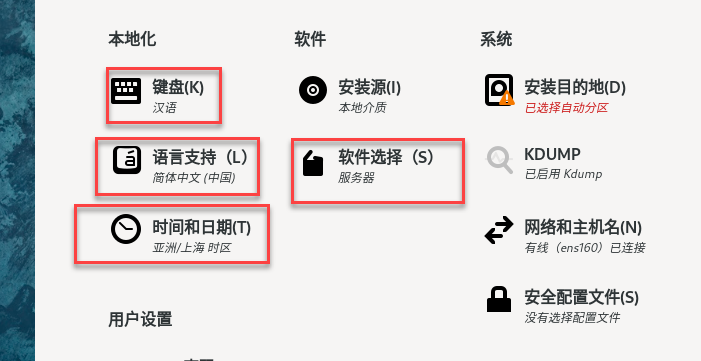 本地化
键盘(K)
汉语
语言支持（L）
简体中文 (中国)
时间和日期(T)
亚洲/上海 时区
用户设置
软件
安装源(I)
本地介质
软件选择（S）
服务器
系统
安装目的地(D)
已选择自动分区
KDUMP
已启用 Kdump
网络和主机名(N)
有线（ens160）已连接
安全配置文件(S)
没有选择配置文件